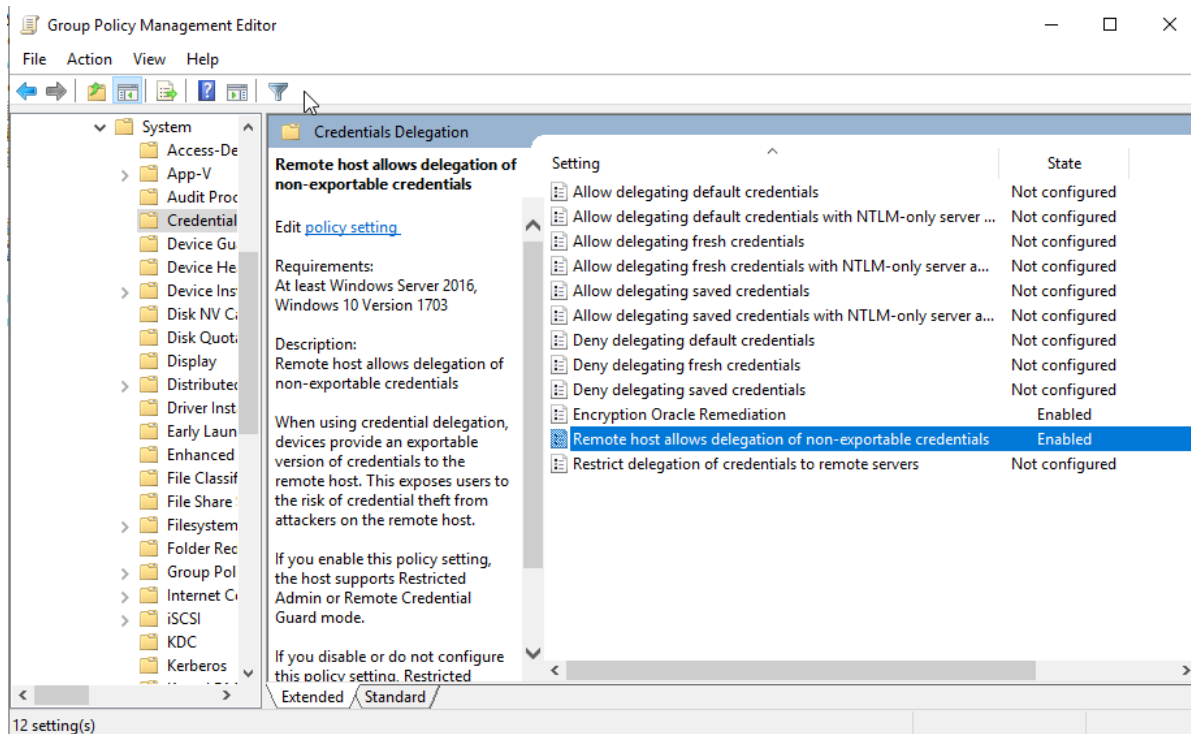 Group Policy Management Editor
File Action View Help
System
Access-De
App-V
Audit Proc
Credential
Device Gu
Device He
Device Ins
Disk NV Ca
Disk Quot
Display
Distributed
Driver Inst
Early Laun
Enhanced
File Classif
File Share
Filesystem
Folder Red
Group Pol
Internet Co
iSCSI
KDC
Kerberos
Credentials Delegation
Remote host allows delegation of
non-exportable credentials
Edit policy setting
Requirements:
At least Windows Server 2016,
Windows 10 Version 1703
Description:
Remote host allows delegation of
non-exportable credentials
When using credential delegation,
devices provide an exportable
version of credentials to the
remote host. This exposes users to
the risk of credential theft from
attackers on the remote host.
If you enable this policy setting,
the host supports Restricted
Admin or Remote Credential
Guard mode.
If you disable or do not configure
this policy setting, Restricted
Setting State
Allow delegating default credentials Not configured
Allow delegating default credentials with NTLM-only server ... Not configured
Allow delegating fresh credentials Not configured
Allow delegating fresh credentials with NTLM-only server a... Not configured
Allow delegating saved credentials Not configured
Allow delegating saved credentials with NTLM-only server a... Not configured
Deny delegating default credentials Not configured
Deny delegating fresh credentials Not configured
Deny delegating saved credentials Not configured
Encryption Oracle Remediation Enabled
Remote host allows delegation of non-exportable credentials Enabled
Restrict delegation of credentials to remote servers Not configured
Extended Standard
12 setting(s)